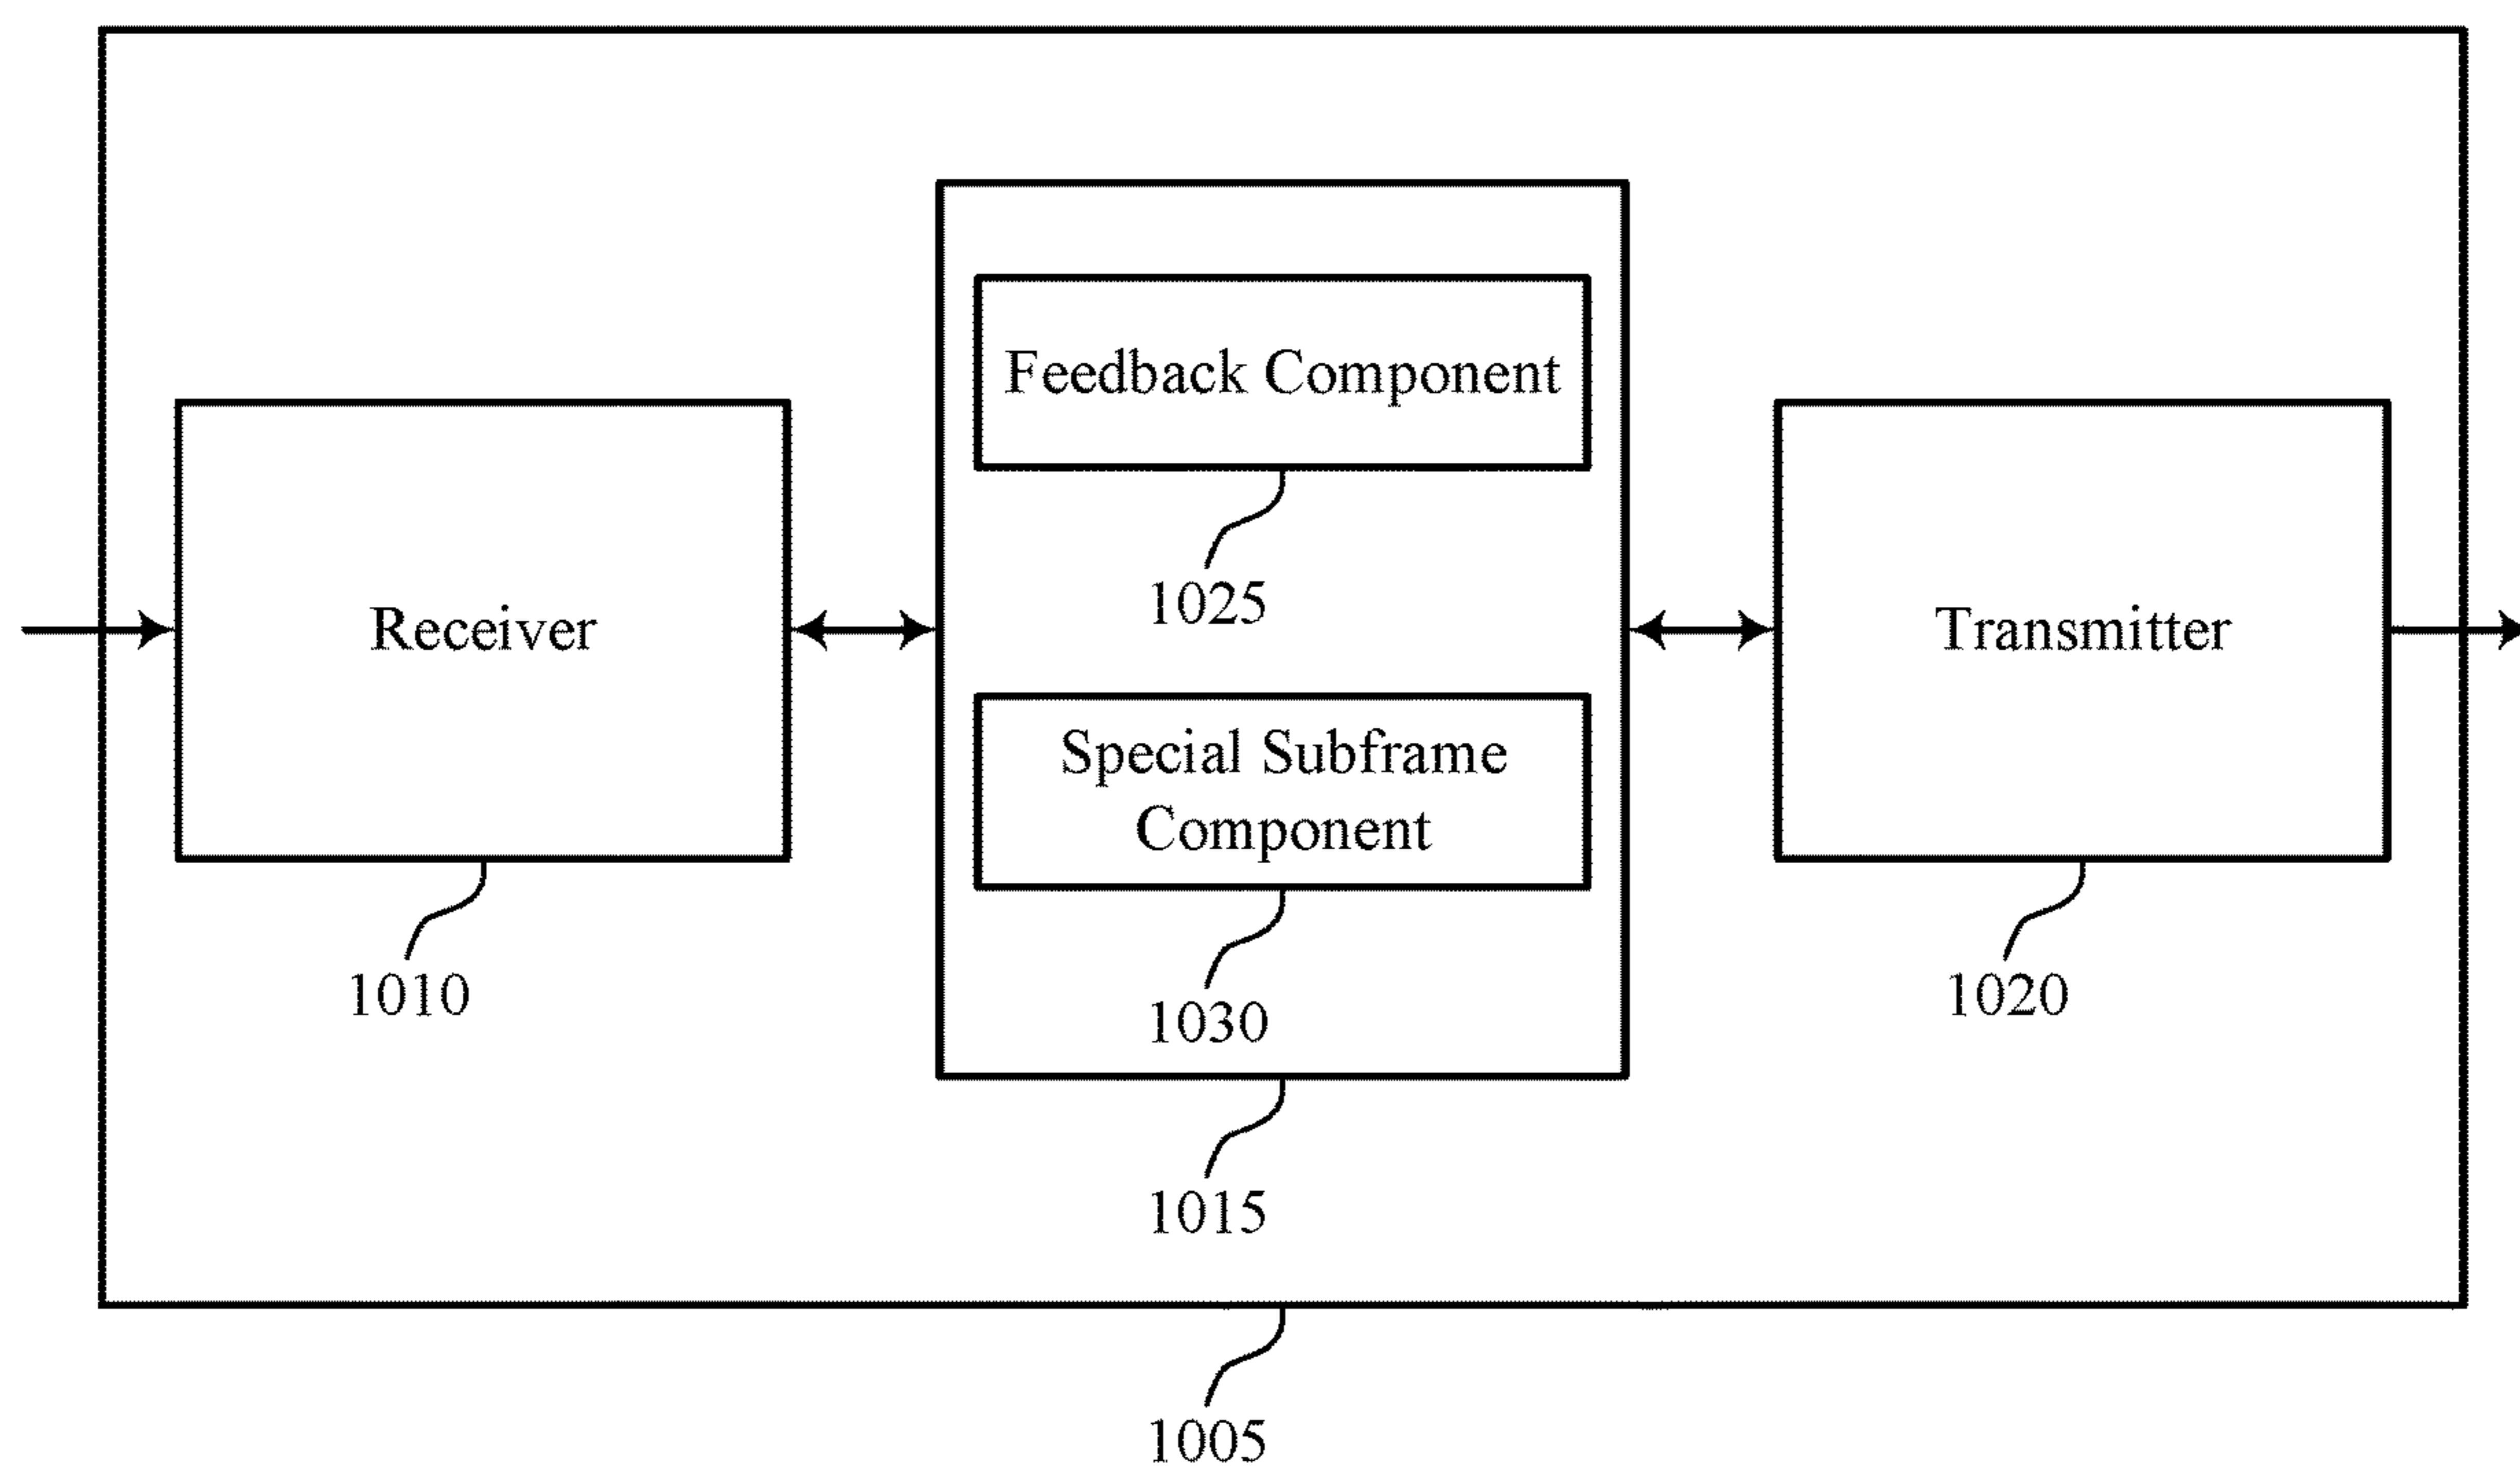 Feedback Component
1025
Receiver
1010
Special Subframe
Component
1030
1015
Transmitter
1020
1005